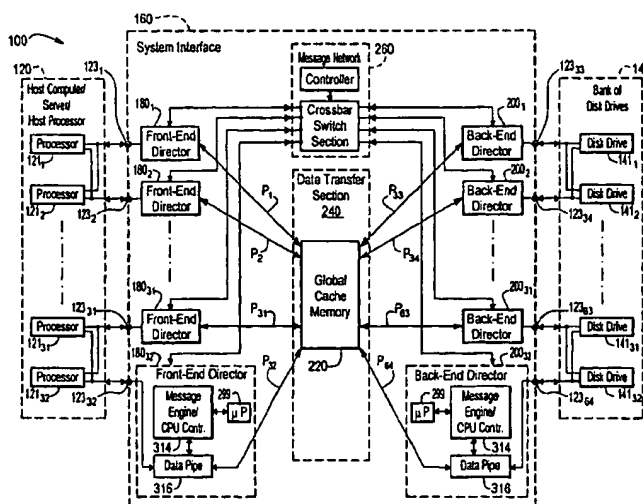 160
260
100
120
System Interface
Message Network
Controller
Crossbar
Switch
Section
Host Computer/
Server/
Host Processor
123₁
180₁
200₁
123₃₃
14
Bank of
Disk Drives
Processor
121₁
Front-End
Director
Back-End
Director
Disk Drive
141₁
180₂
200₂
Processor
121₂
123₂
Front-End
Director
P₁
P₂
Data Transfer
Section
240
P₃₃
P₃₄
Back-End
Director
123₃₄
Disk Drive
141₂
Global
Cache
Memory
220
123₃₁
180₃₁
200₃₁
123₆₃
Processor
121₃₁
Front-End
Director
P₃₁
P₆₃
Back-End
Director
Disk Drive
141₃₁
180₃₂
200₃₂
Processor
121₃₂
123₃₂
P₃₂
P₆₄
123₆₄
Disk Drive
141₃₂
Front-End Director
Message
Engine/
CPU Contr.
299
μP
314
Data Pipe
316
Back-End Director
299
μP
Message
Engine/
CPU Contr.
314
Data Pipe
316